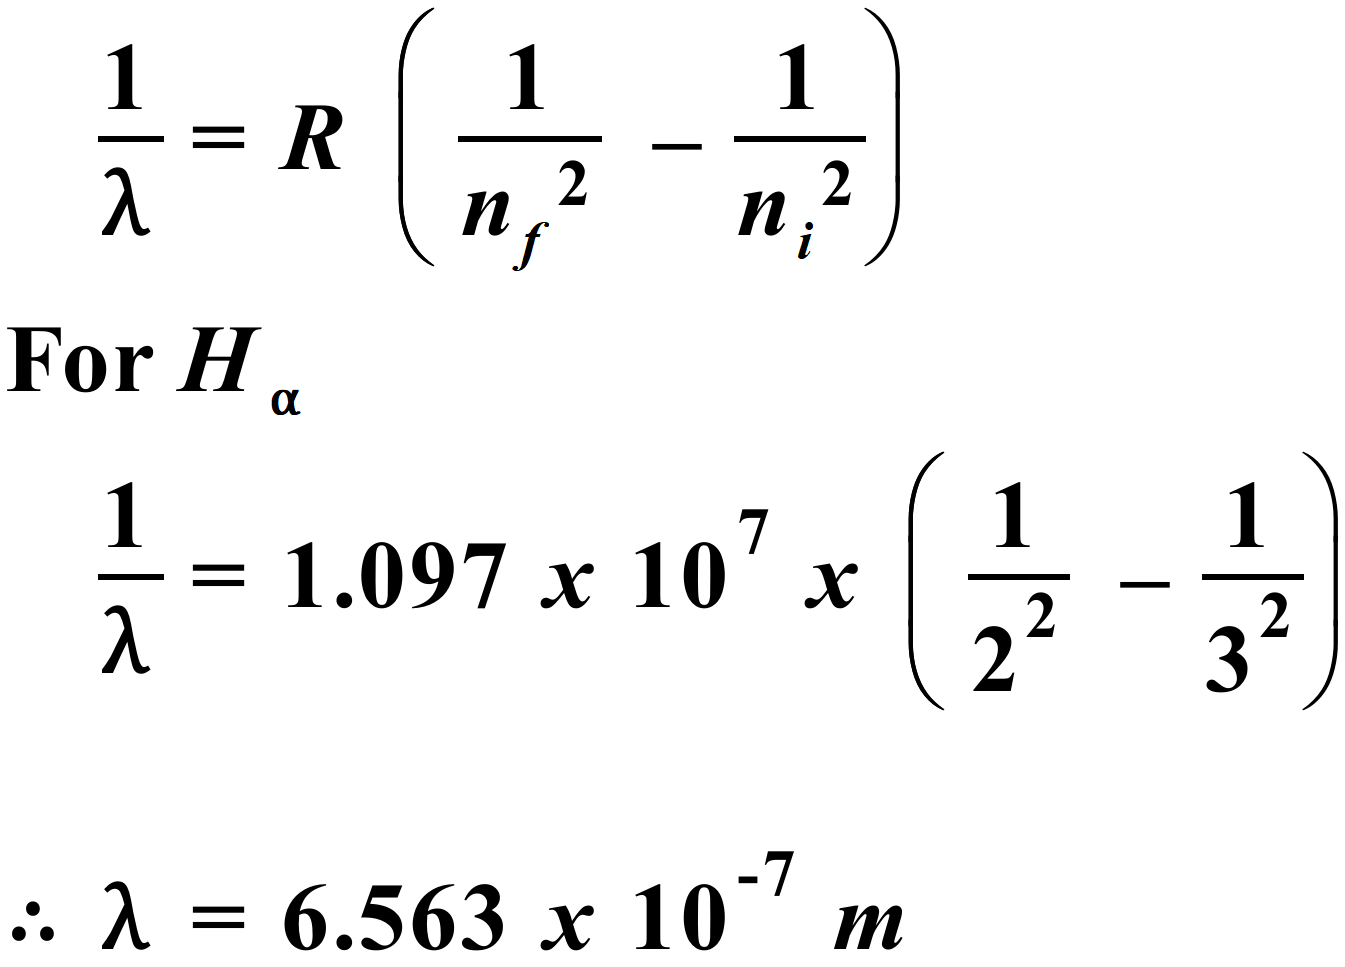 1/λ = R (1/n_f² − 1/n_i²)
For H_α
1/λ = 1.097 x 10⁷ x (1/2² − 1/3²)
∴ λ = 6.563 x 10⁻⁷ m